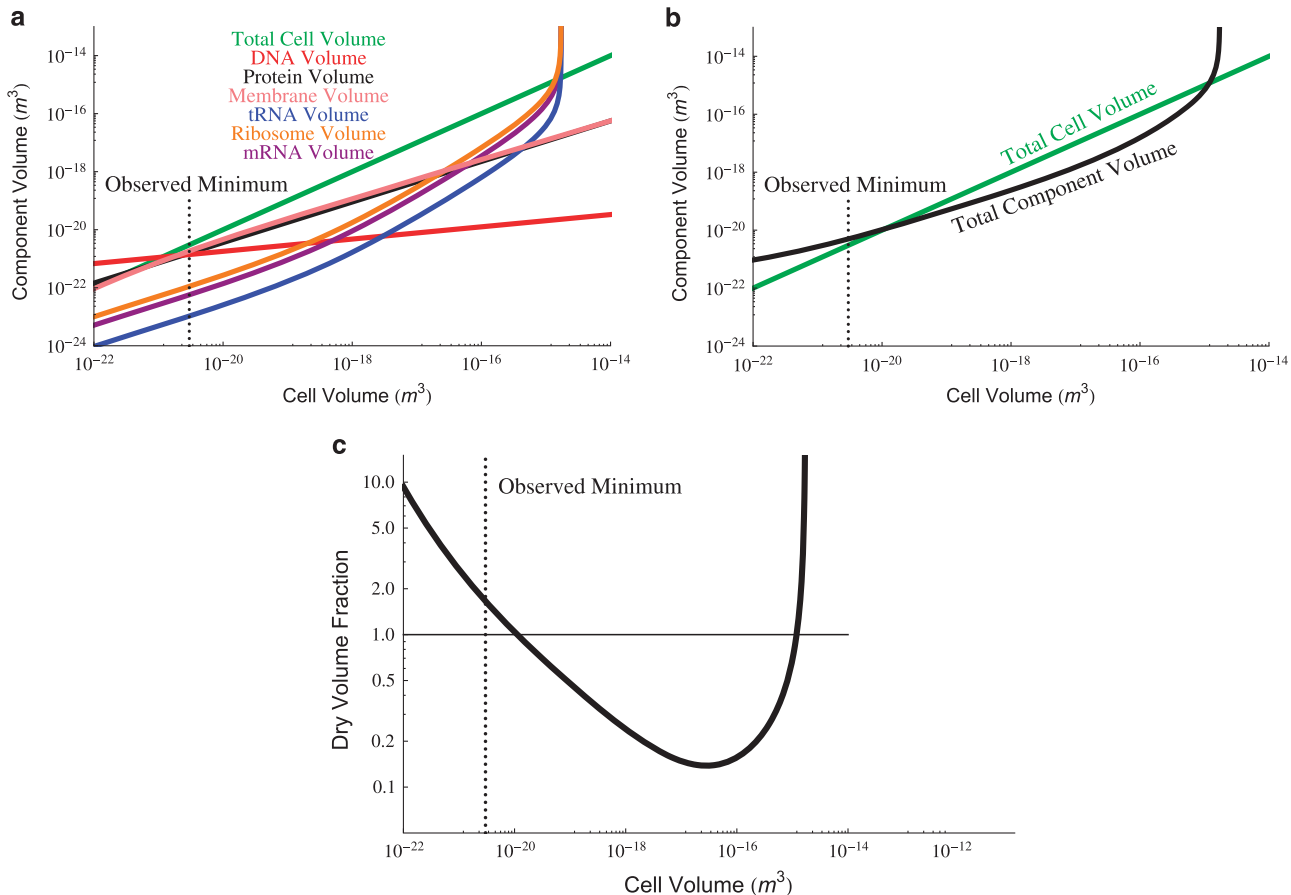 a
Total Cell Volume
DNA Volume
Protein Volume
Membrane Volume
tRNA Volume
Ribosome Volume
mRNA Volume
Observed Minimum
Component Volume (m³)
10⁻¹⁴
10⁻¹⁶
10⁻¹⁸
10⁻²⁰
10⁻²²
10⁻²⁴
10⁻²² 10⁻²⁰ 10⁻¹⁸ 10⁻¹⁶ 10⁻¹⁴
Cell Volume (m³)
b
Total Cell Volume
Total Component Volume
Observed Minimum
Component Volume (m³)
10⁻¹⁴
10⁻¹⁶
10⁻¹⁸
10⁻²⁰
10⁻²²
10⁻²⁴
10⁻²² 10⁻²⁰ 10⁻¹⁸ 10⁻¹⁶ 10⁻¹⁴
Cell Volume (m³)
c
Observed Minimum
Dry Volume Fraction
10.0
5.0
2.0
1.0
0.5
0.2
0.1
10⁻²² 10⁻²⁰ 10⁻¹⁸ 10⁻¹⁶ 10⁻¹⁴ 10⁻¹²
Cell Volume (m³)